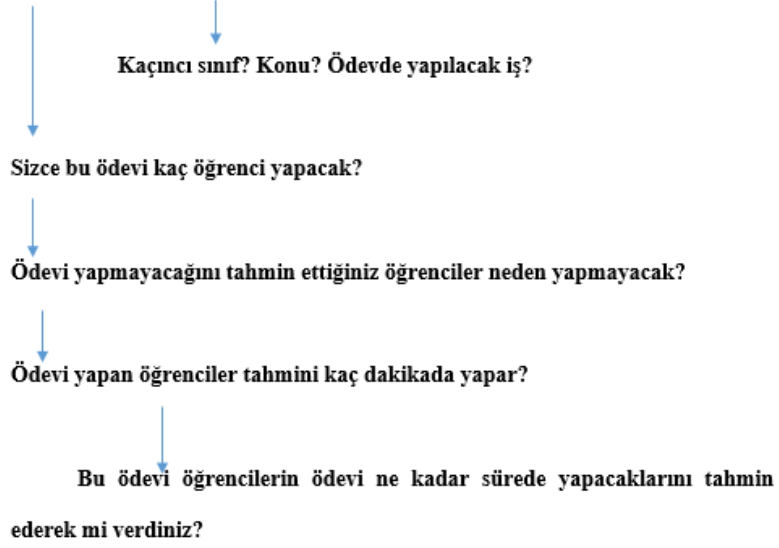 Kaçıncı sınıf? Konu? Ödevde yapılacak iş?
Sizce bu ödevi kaç öğrenci yapacak?
Ödevi yapmayacağını tahmin ettiğiniz öğrenciler neden yapmayacak?
Ödevi yapan öğrenciler tahmini kaç dakikada yapar?
Bu ödevi öğrencilerin ödevi ne kadar sürede yapacaklarını tahmin
ederek mi verdiniz?